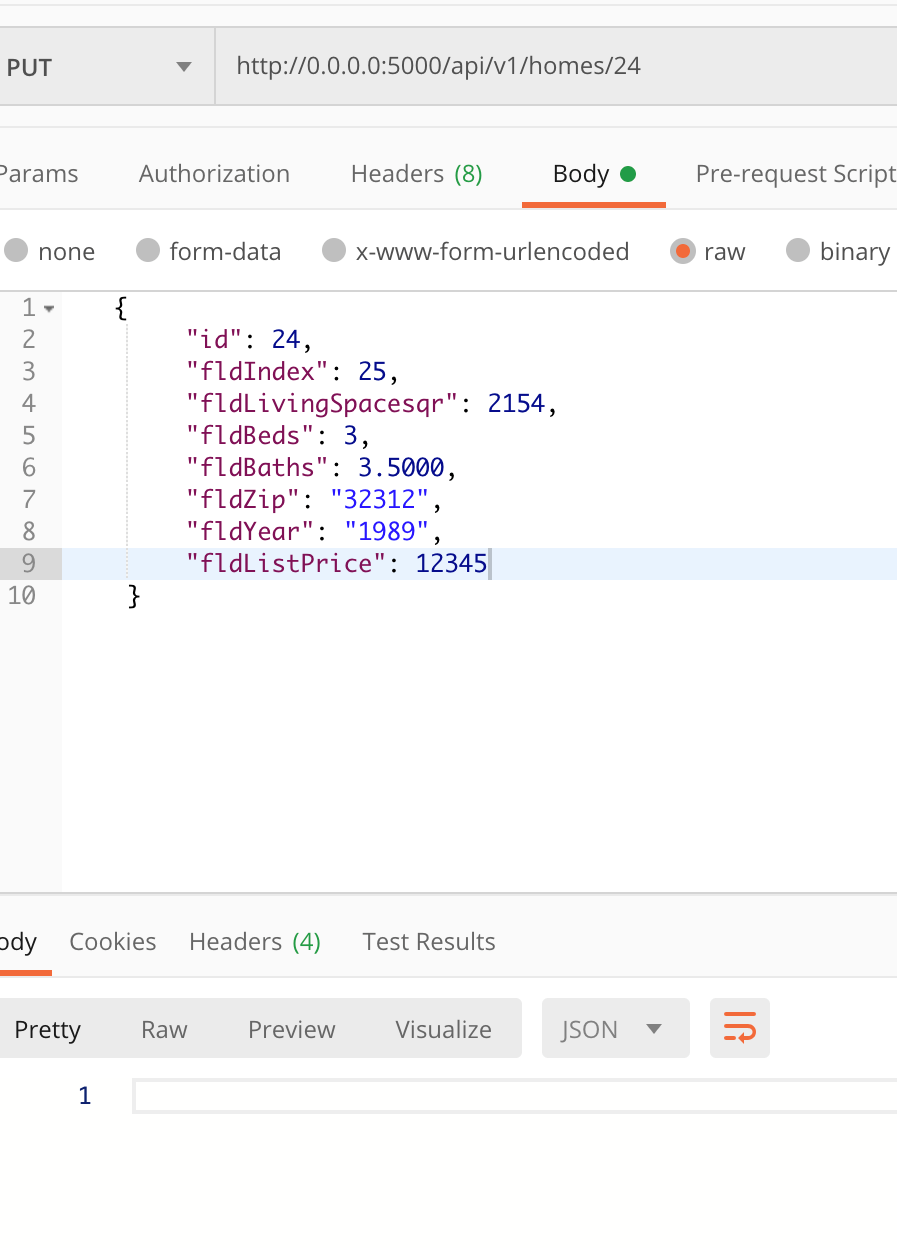 PUT http://0.0.0.0:5000/api/v1/homes/24
Params Authorization Headers (8) Body Pre-request Script
none form-data x-www-form-urlencoded raw binary
1 {
2 "id": 24,
3 "fldIndex": 25,
4 "fldLivingSpacesqr": 2154,
5 "fldBeds": 3,
6 "fldBaths": 3.5000,
7 "fldZip": "32312",
8 "fldYear": "1989",
9 "fldListPrice": 12345
10 }
ody Cookies Headers (4) Test Results
Pretty Raw Preview Visualize JSON
1